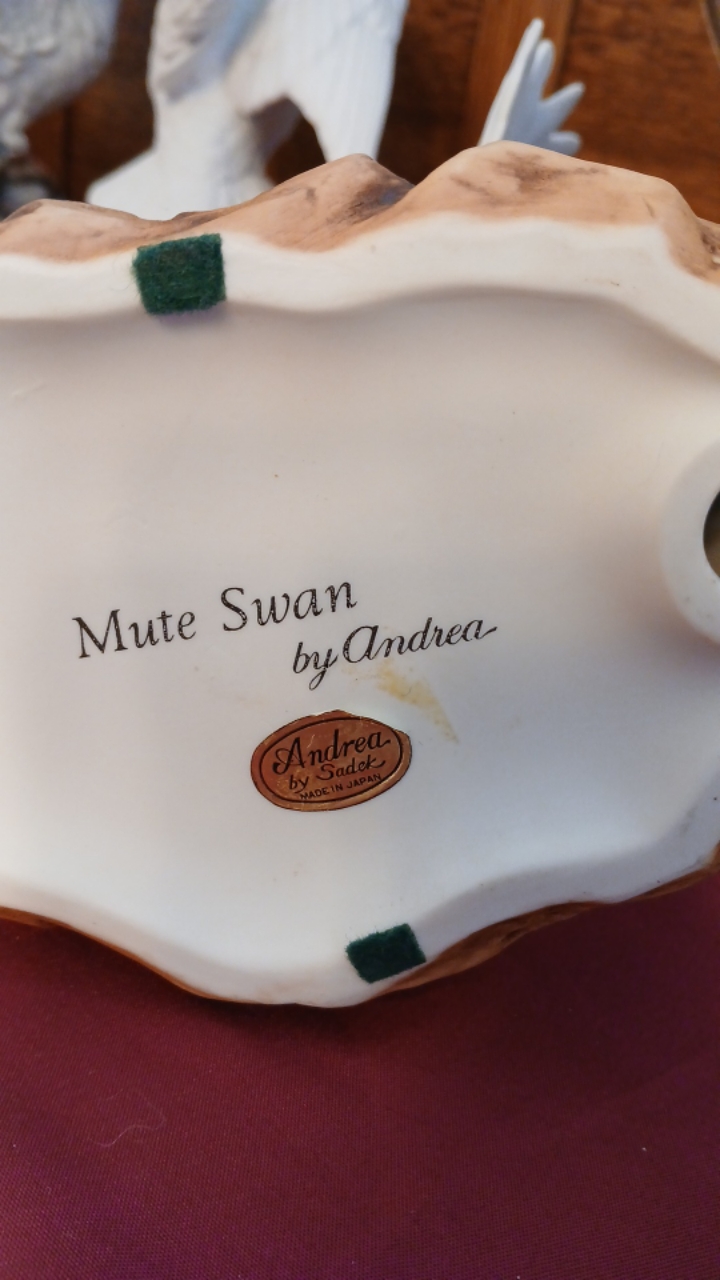 Mute Swan
by Andrea
Andrea
by Sadek
MADE IN JAPAN